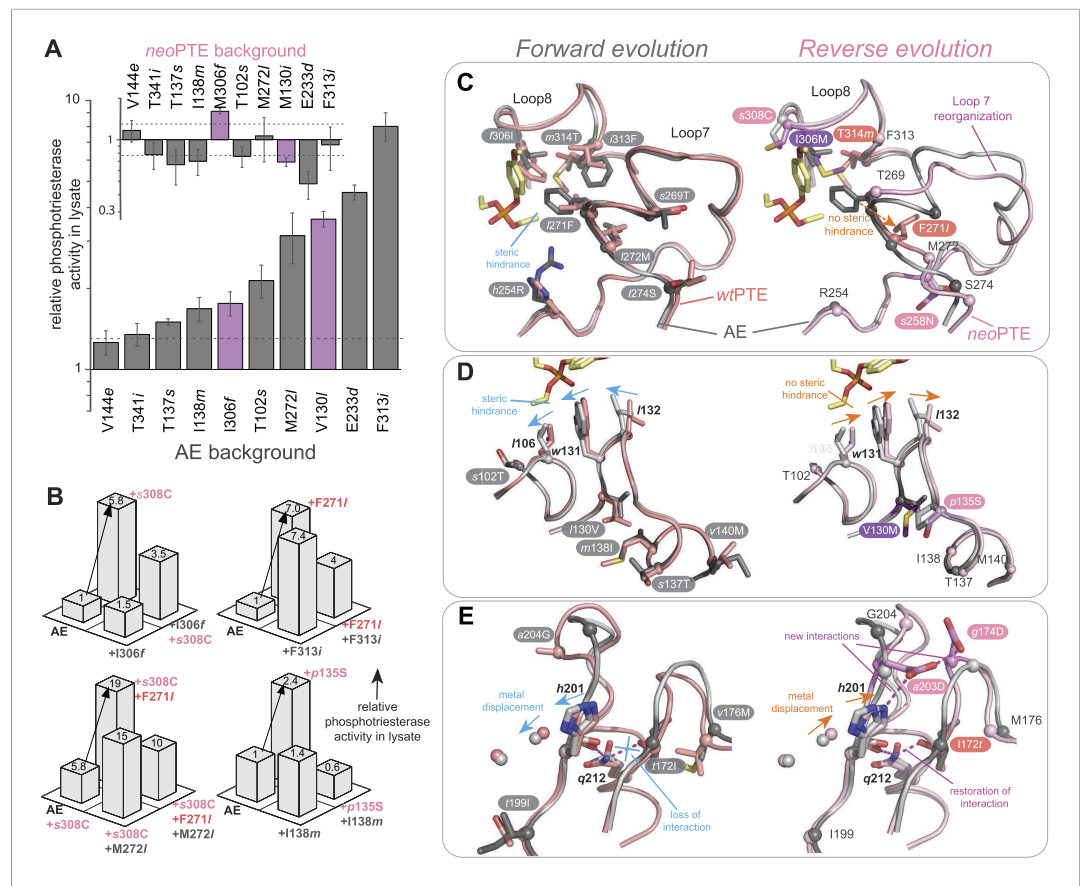 A
neoPTE background
V144e
T341i
T137s
I138m
M306f
T102s
M272l
M130i
E233d
F313i
10
1
0.3
1
relative phosphotriesterase
activity in lysate
V144e
T341i
T137s
I138m
I306f
T102s
M272l
V130l
E233d
F313i
AE background
B
+s308C
5.8
3.5
1
1.5
AE
+I306f
+s308C
+I306f
+F271l
7.0
7.4
4
1
AE
+F271l
+F313i
+F313i
+s308C
+F271l
19
15
10
5.8
AE
+s308C
+s308C
+F271l
+M272l
+s308C
+M272l
+p135S
2.4
1
1.4
0.6
AE
+p135S
+I138m
+I138m
relative
phosphotriesterase
activity in lysate
Forward evolution
Reverse evolution
C
Loop8
Loop7
f306I
m314T
i313F
s269T
l271F
steric
hindrance
l272M
h254R
l274S
wtPTE
AE
Loop8
s308C
I306M
T314m
F313
Loop 7
reorganization
T269
no steric
hindrance
F271l
M272
S274
R254
s258N
neoPTE
D
steric
hindrance
l106
w131
l132
s102T
l130V
m138I
v140M
s137T
no steric
hindrance
l106
w131
l132
T102
p135S
V130M
I138
M140
T137
E
a204G
h201
metal
displacement
v176M
t172I
q212
loss of
interaction
t199I
G204
g174D
new interactions
h201
a203D
metal
displacement
M176
I172t
q212
restoration of
interaction
I199